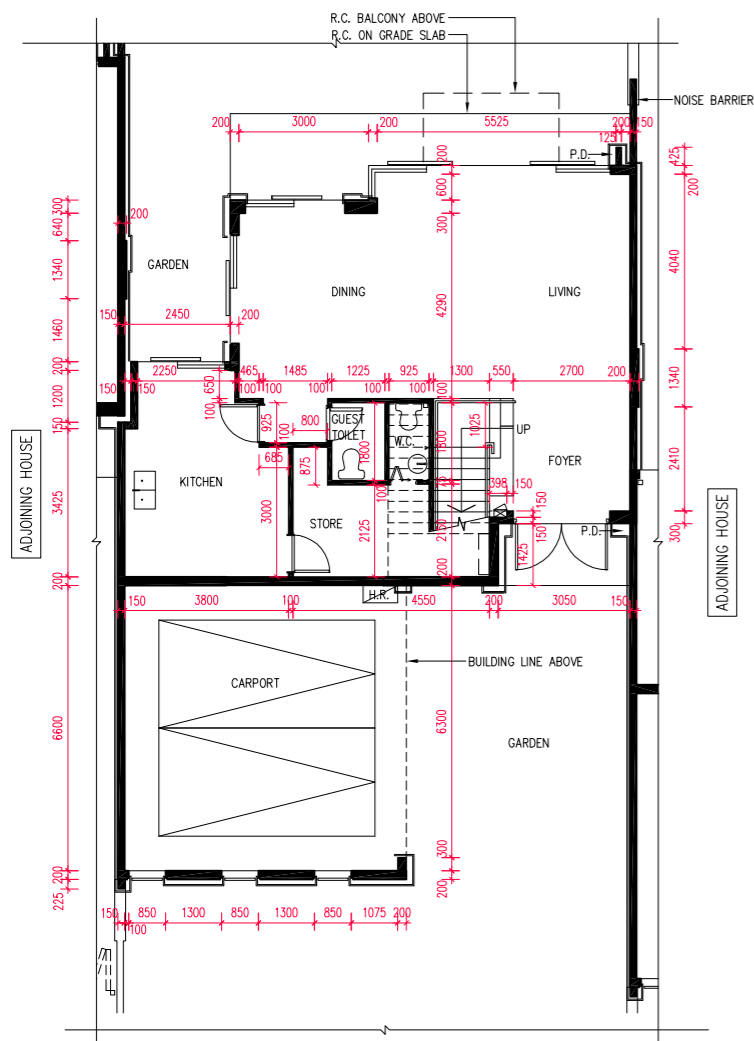 R.C. BALCONY ABOVE
R.C. ON GRADE SLAB
NOISE BARRIER
200 3000 200 5525 200 150
125
P.D.
425
200
200
600
300
300
640
200
GARDEN
DINING
LIVING
1340
4040
4290
150 2450 200
1460
200
1200
150
150 150 2250 650 465 1485 1225 925 1300 550 2700 200
100 100 100 100 100 100 100
1340
925 100 800
GUEST
TOILET
1800
W.C.
1800
1025
UP
685 875
FOYER
2410
KITCHEN
3425
3000
100
75
398 150
150
STORE
2125
2150
150
P.D.
300
1425
200
200
ADJOINING HOUSE
ADJOINING HOUSE
H.R.
150 3800 100 4550 200 3050 150
BUILDING LINE ABOVE
CARPORT
6600
6300
GARDEN
300
200
200
225
150 100 850 1300 850 1300 850 1075 200